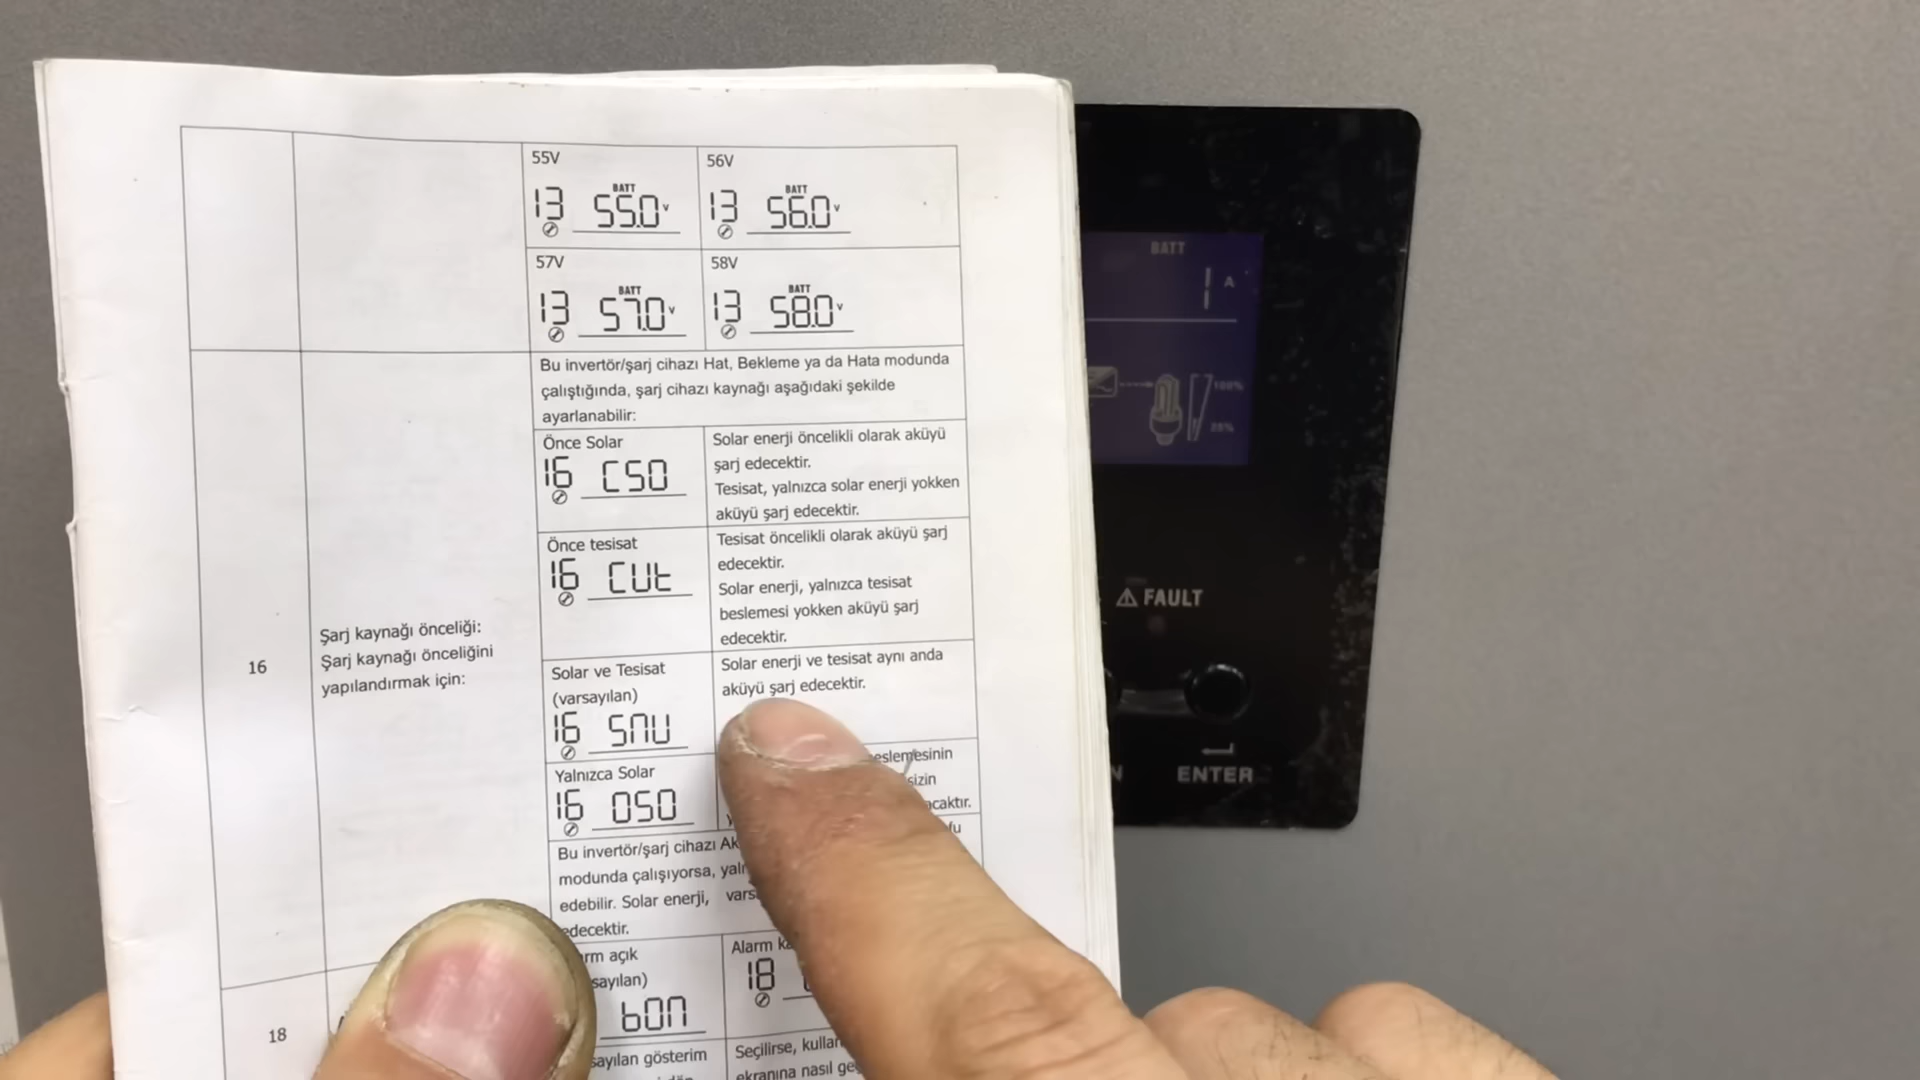 55V
56V
BATT
13 55.0 v
BATT
13 56.0 v
57V
58V
BATT
13 57.0 v
BATT
13 58.0 v
Bu invertör/şarj cihazı Hat, Bekleme ya da Hata modunda
çalıştığında, şarj cihazı kaynağı aşağıdaki şekilde
ayarlanabilir:
16
Şarj kaynağı önceliği:
Şarj kaynağı önceliğini
yapılandırmak için:
Önce Solar
16 CSO
Solar enerji öncelikli olarak aküyü
şarj edecektir.
Tesisat, yalnızca solar enerji yokken
aküyü şarj edecektir.
Önce tesisat
16 CUt
Tesisat öncelikli olarak aküyü şarj
edecektir.
Solar enerji, yalnızca tesisat
beslemesi yokken aküyü şarj
edecektir.
Solar ve Tesisat
(varsayılan)
16 SNU
Solar enerji ve tesisat aynı anda
aküyü şarj edecektir.
Yalnızca Solar
16 OSO
Bu invertör/şarj cihazı
modunda çalışıyorsa,
edebilir. Solar enerji,
edecektir.
18
açık
bON
Alarm
18
gösterim
Seçilirse,
ekranına nasıl
BATT
1 A
100%
25%
FAULT
ENTER